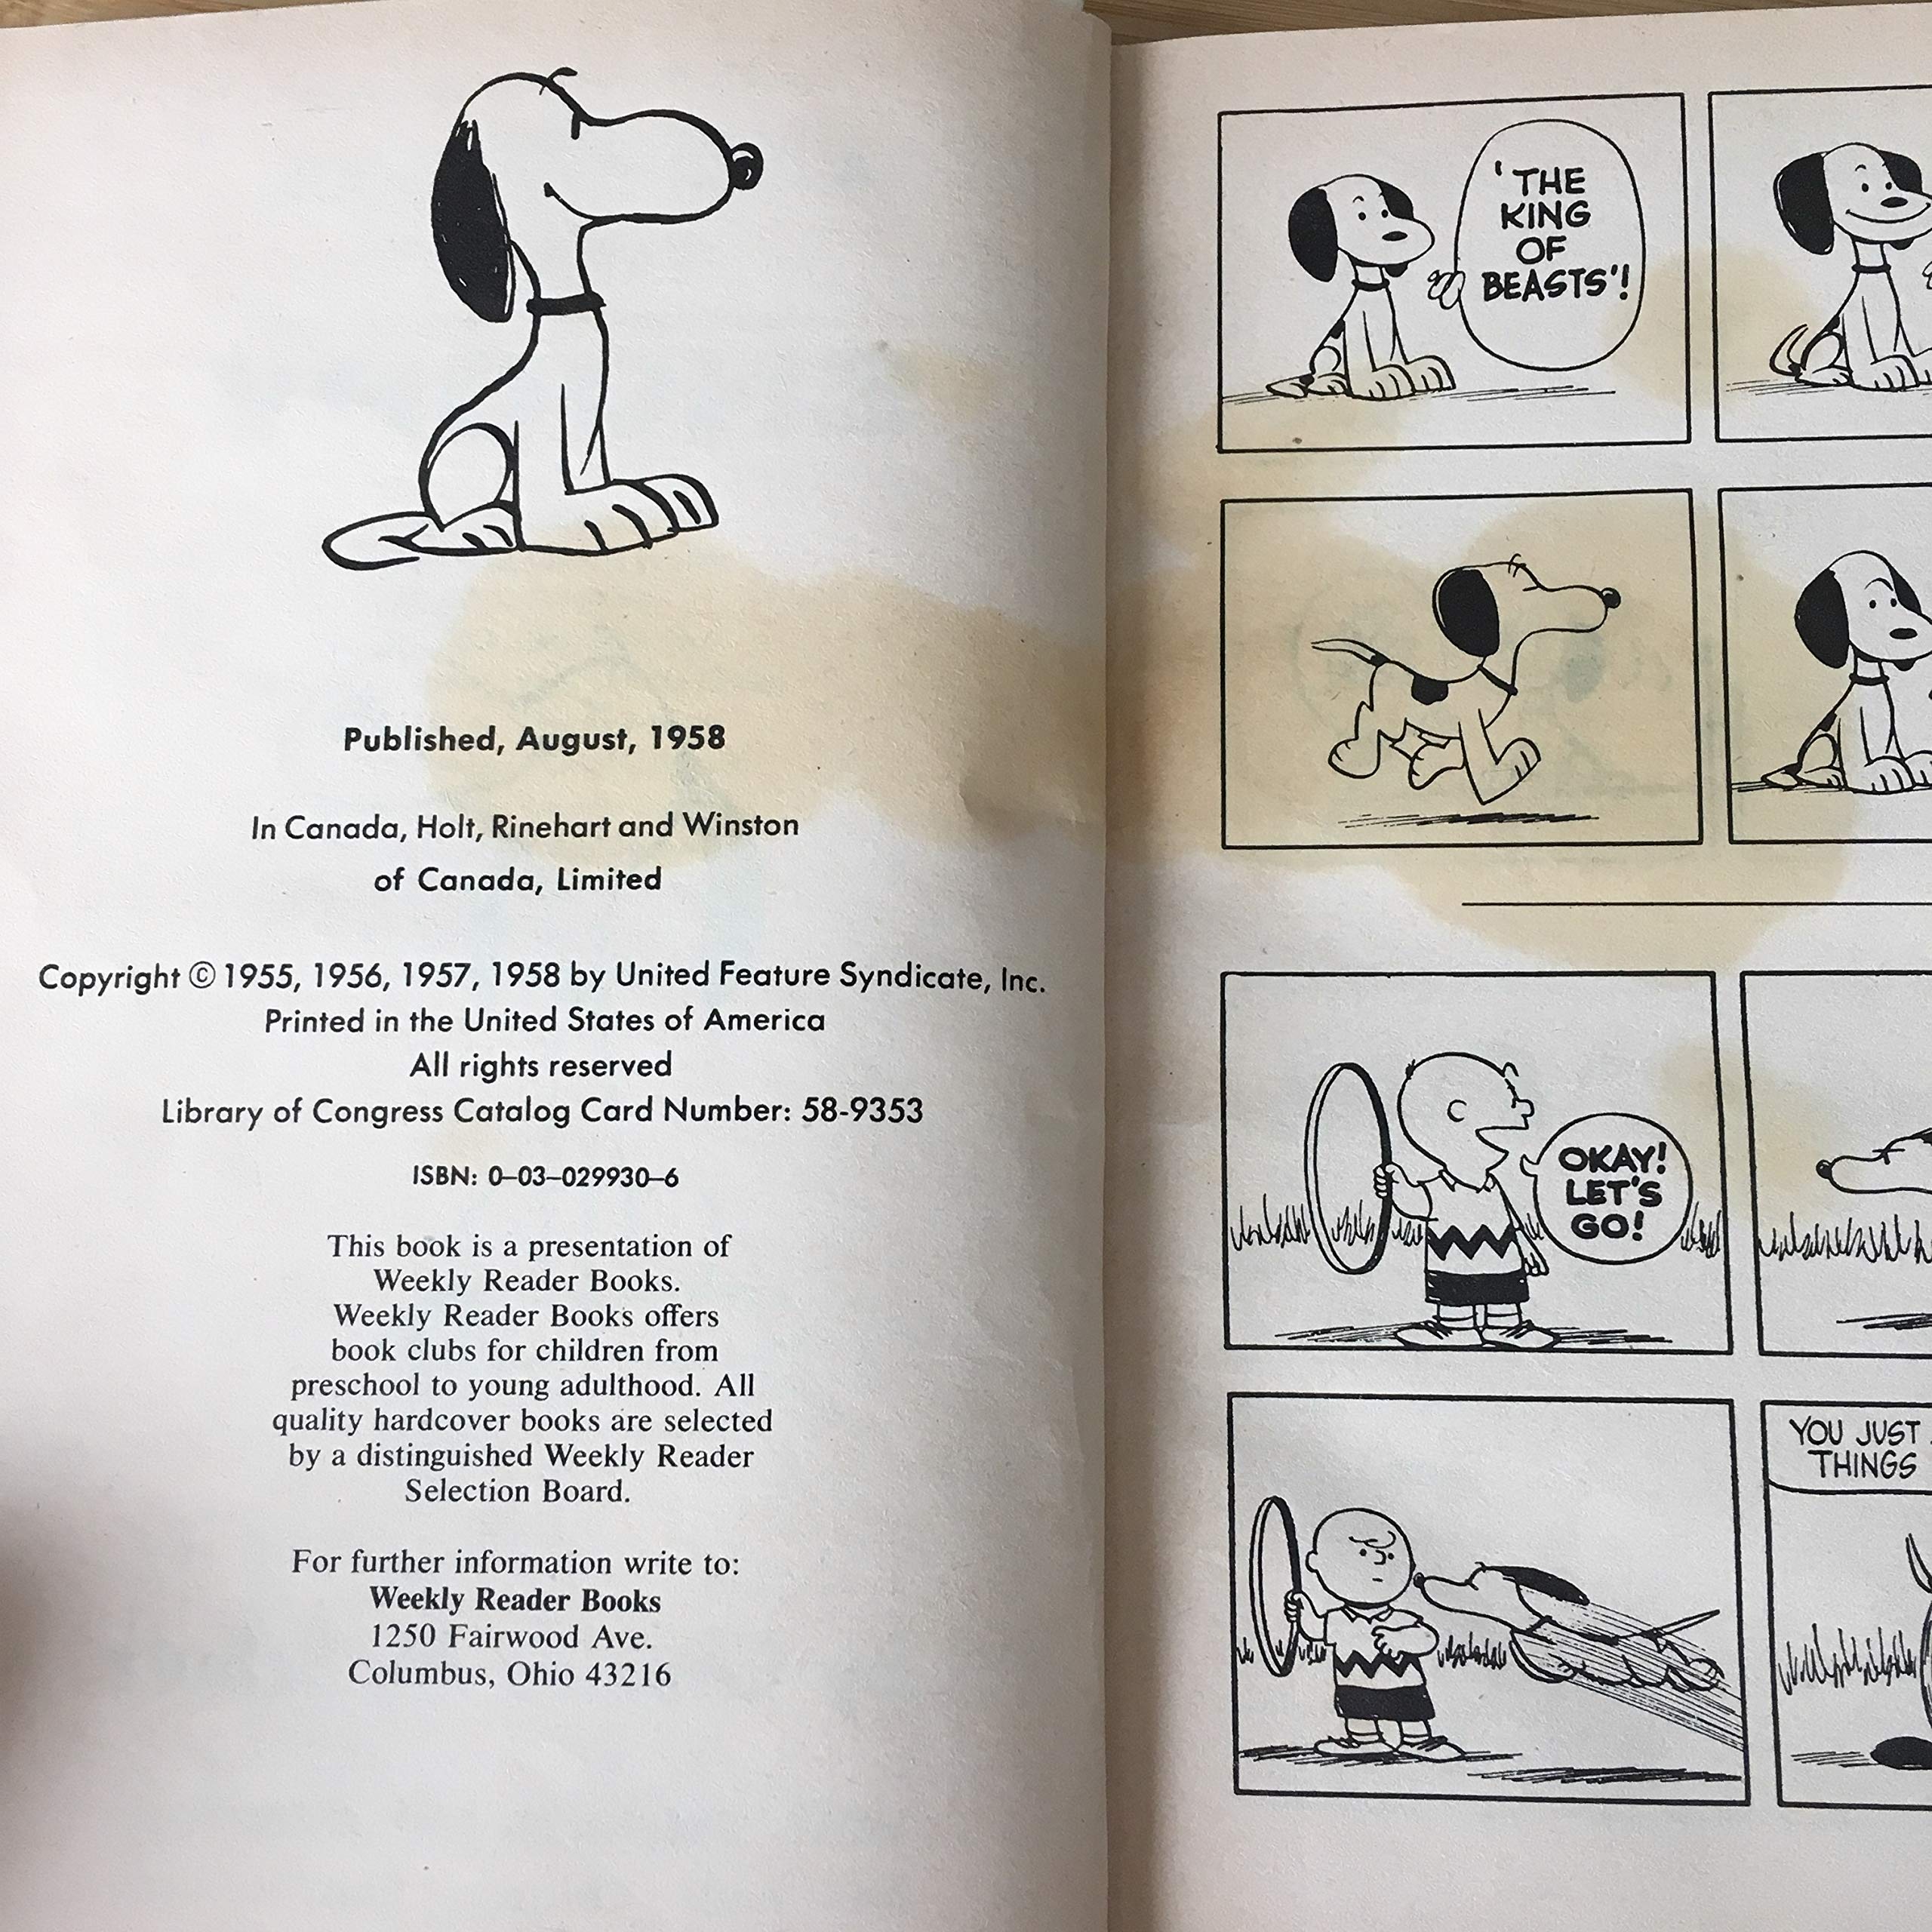 Published, August, 1958
In Canada, Holt, Rinehart and Winston
of Canada, Limited
Copyright © 1955, 1956, 1957, 1958 by United Feature Syndicate, Inc.
Printed in the United States of America
All rights reserved
Library of Congress Catalog Card Number: 58-9353
ISBN: 0–03–029930–6
This book is a presentation of
Weekly Reader Books.
Weekly Reader Books offers
book clubs for children from
preschool to young adulthood. All
quality hardcover books are selected
by a distinguished Weekly Reader
Selection Board.
For further information write to:
Weekly Reader Books
1250 Fairwood Ave.
Columbus, Ohio 43216
'THE
KING
OF
BEASTS'!
OKAY!
LET'S
GO!
YOU JUST
THINGS